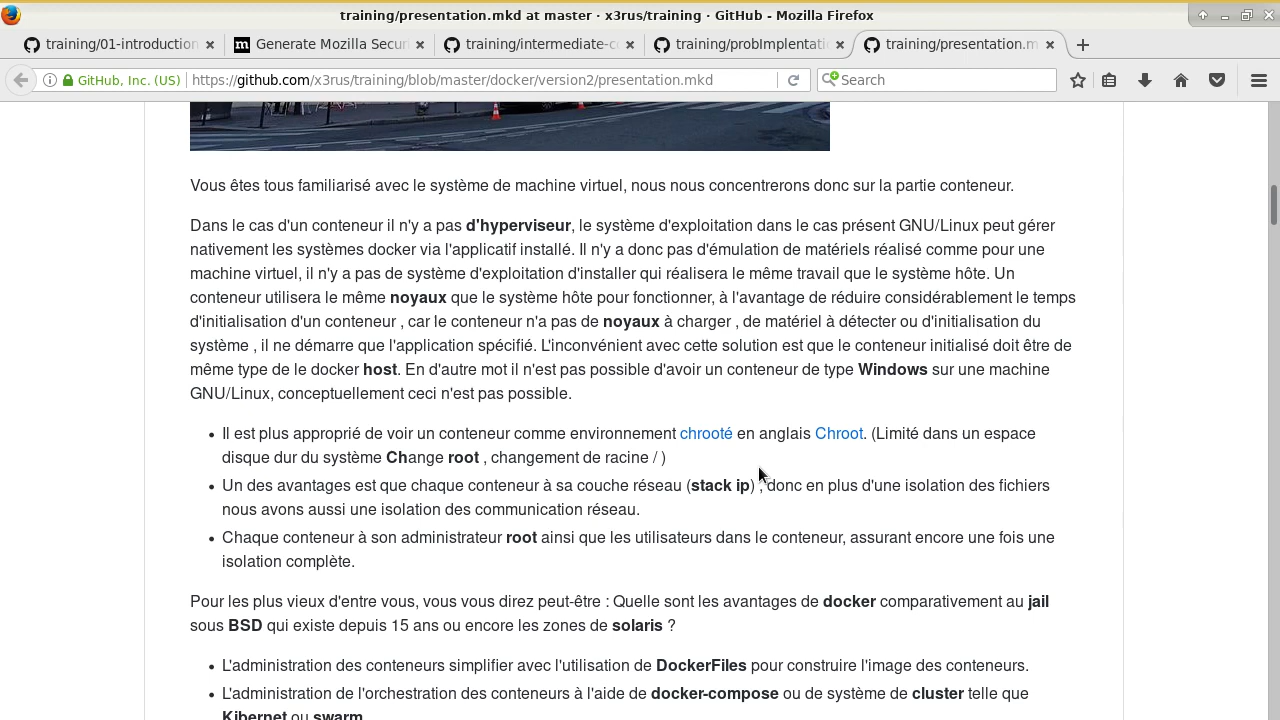 training/presentation.mkd at master · x3rus/training · GitHub - Mozilla Firefox
training/01-introduction
Generate Mozilla Secur
training/intermediate-c
training/probImplentati
training/presentation.m
GitHub, Inc. (US)
https://github.com/x3rus/training/blob/master/docker/version2/presentation.mkd
Search
Vous êtes tous familiarisé avec le système de machine virtuel, nous nous concentrerons donc sur la partie conteneur.
Dans le cas d'un conteneur il n'y a pas d'hyperviseur, le système d'exploitation dans le cas présent GNU/Linux peut gérer
nativement les systèmes docker via l'applicatif installé. Il n'y a donc pas d'émulation de matériels réalisé comme pour une
machine virtuel, il n'y a pas de système d'exploitation d'installer qui réalisera le même travail que le système hôte. Un
conteneur utilisera le même noyaux que le système hôte pour fonctionner, à l'avantage de réduire considérablement le temps
d'initialisation d'un conteneur , car le conteneur n'a pas de noyaux à charger , de matériel à détecter ou d'initialisation du
système , il ne démarre que l'application spécifié. L'inconvénient avec cette solution est que le conteneur initialisé doit être de
même type de le docker host. En d'autre mot il n'est pas possible d'avoir un conteneur de type Windows sur une machine
GNU/Linux, conceptuellement ceci n'est pas possible.
• Il est plus approprié de voir un conteneur comme environnement chrooté en anglais Chroot. (Limité dans un espace
disque dur du système Change root , changement de racine / )
• Un des avantages est que chaque conteneur à sa couche réseau (stack ip) , donc en plus d'une isolation des fichiers
nous avons aussi une isolation des communication réseau.
• Chaque conteneur à son administrateur root ainsi que les utilisateurs dans le conteneur, assurant encore une fois une
isolation complète.
Pour les plus vieux d'entre vous, vous vous direz peut-être : Quelle sont les avantages de docker comparativement au jail
sous BSD qui existe depuis 15 ans ou encore les zones de solaris ?
• L'administration des conteneurs simplifier avec l'utilisation de DockerFiles pour construire l'image des conteneurs.
• L'administration de l'orchestration des conteneurs à l'aide de docker-compose ou de système de cluster telle que
Kibernet ou swarm